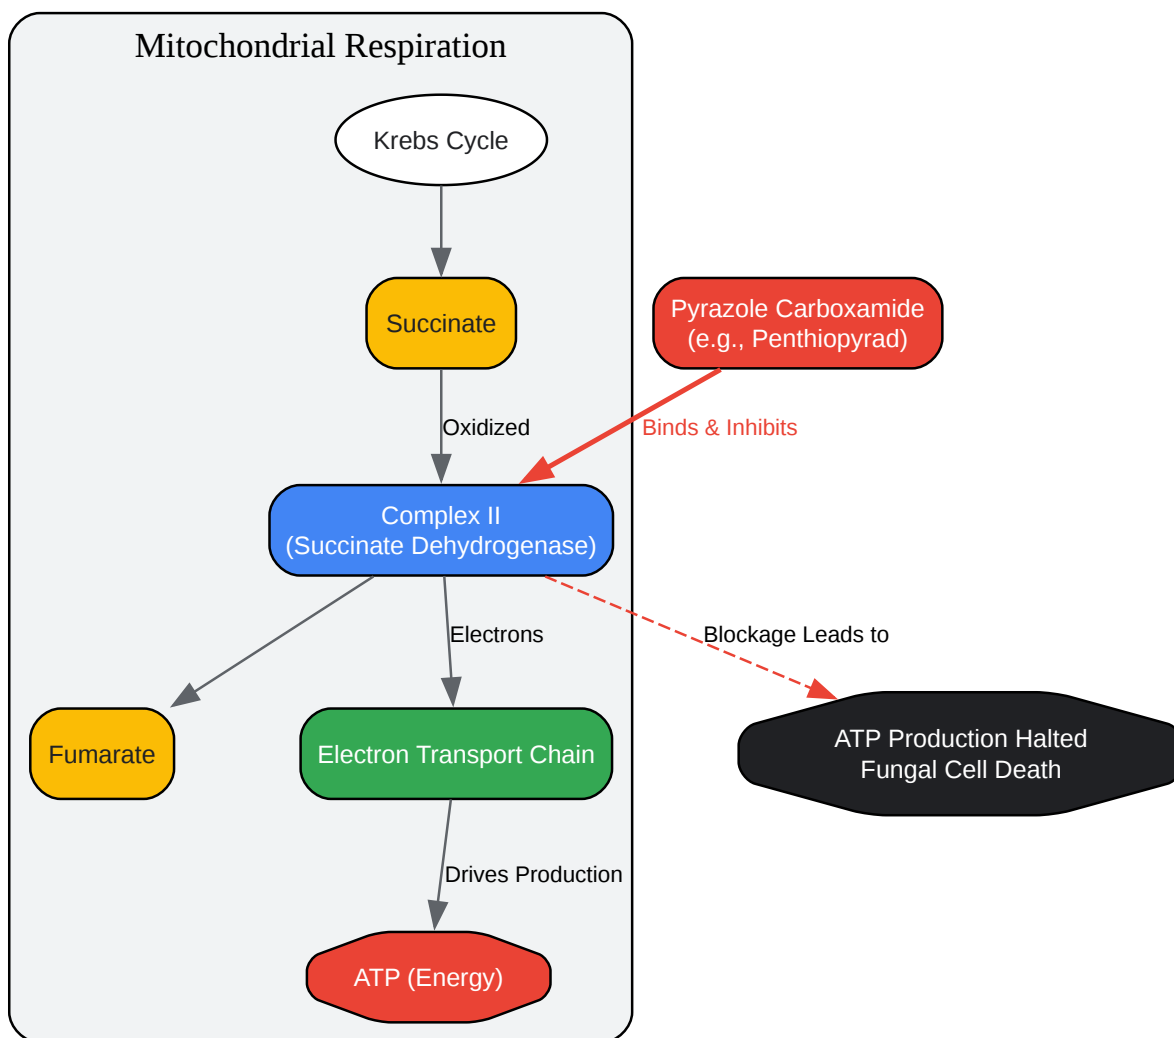 Mitochondrial Respiration
Krebs Cycle
Succinate
Pyrazole Carboxamide
(e.g., Penthiopyrad)
Oxidized
Binds & Inhibits
Complex II
(Succinate Dehydrogenase)
Electrons
Blockage Leads to
Fumarate
Electron Transport Chain
ATP Production Halted
Fungal Cell Death
Drives Production
ATP (Energy)